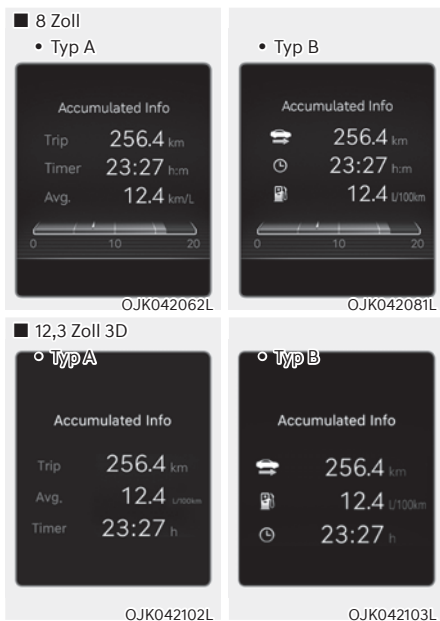 ■ 8 Zoll
• Typ A
Accumulated Info
Trip 256.4 km
Timer 23:27 h:m
Avg. 12.4 km/L
0 10 20
OJK042062L
• Typ B
Accumulated Info
256.4 km
23:27 h:m
12.4 L/100km
0 10 20
OJK042081L
■ 12,3 Zoll 3D
• Typ A
Accumulated Info
Trip 256.4 km
Avg. 12.4 L/100km
Timer 23:27 h
OJK042102L
• Typ B
Accumulated Info
256.4 km
12.4 L/100km
23:27 h
OJK042103L